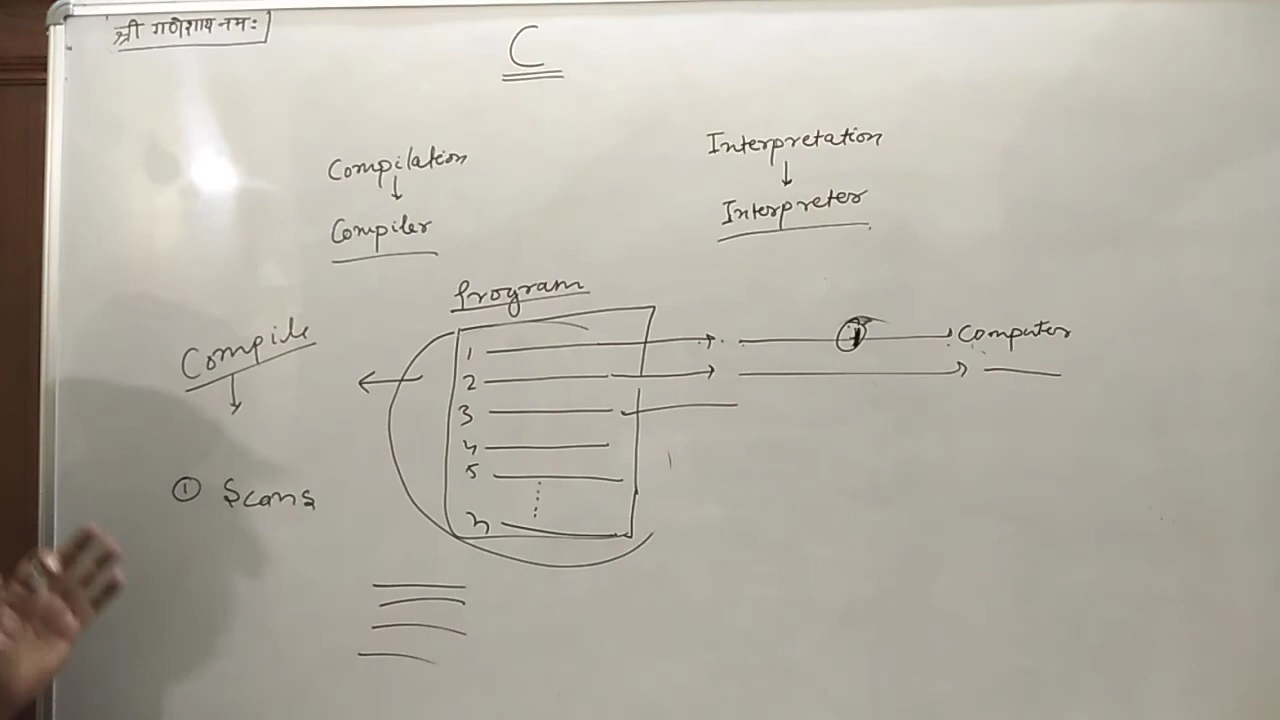 श्री गणेशाय नमः
C
Compilation
Interpretation
Compiler
Interpreter
Program
1
Computer
2
3
4
5
n
Compile
① Scans